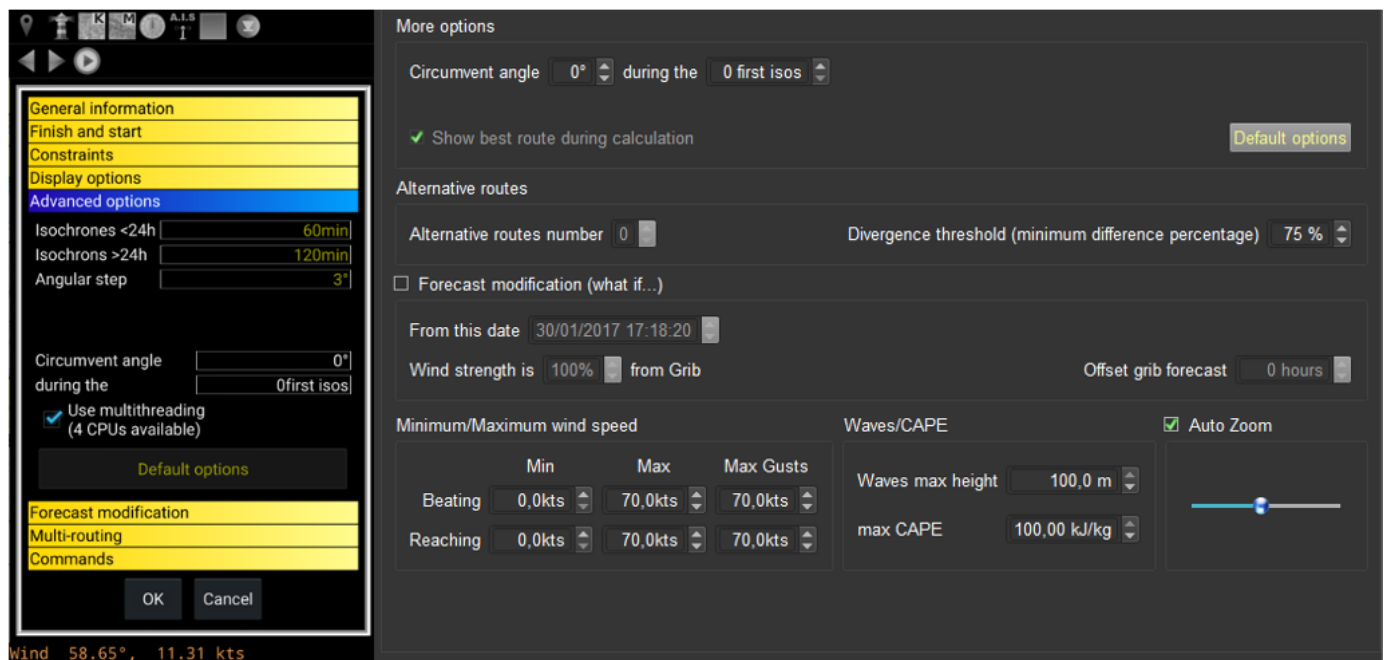 K M A.I.S
General information
Finish and start
Constraints
Display options
Advanced options
Isochrones <24h 60min
Isochrons >24h 120min
Angular step 3°
Circumvent angle 0°
during the 0first isos
Use multithreading
(4 CPUs available)
Default options
Forecast modification
Multi-routing
Commands
OK Cancel
Wind 58.65°, 11.31 kts
More options
Circumvent angle 0° during the 0 first isos
Show best route during calculation Default options
Alternative routes
Alternative routes number 0 Divergence threshold (minimum difference percentage) 75 %
Forecast modification (what if...)
From this date 30/01/2017 17:18:20
Wind strength is 100% from Grib Offset grib forecast 0 hours
Minimum/Maximum wind speed Waves/CAPE Auto Zoom
Min Max Max Gusts
Beating 0,0kts 70,0kts 70,0kts
Waves max height 100,0 m
Reaching 0,0kts 70,0kts 70,0kts
max CAPE 100,00 kJ/kg